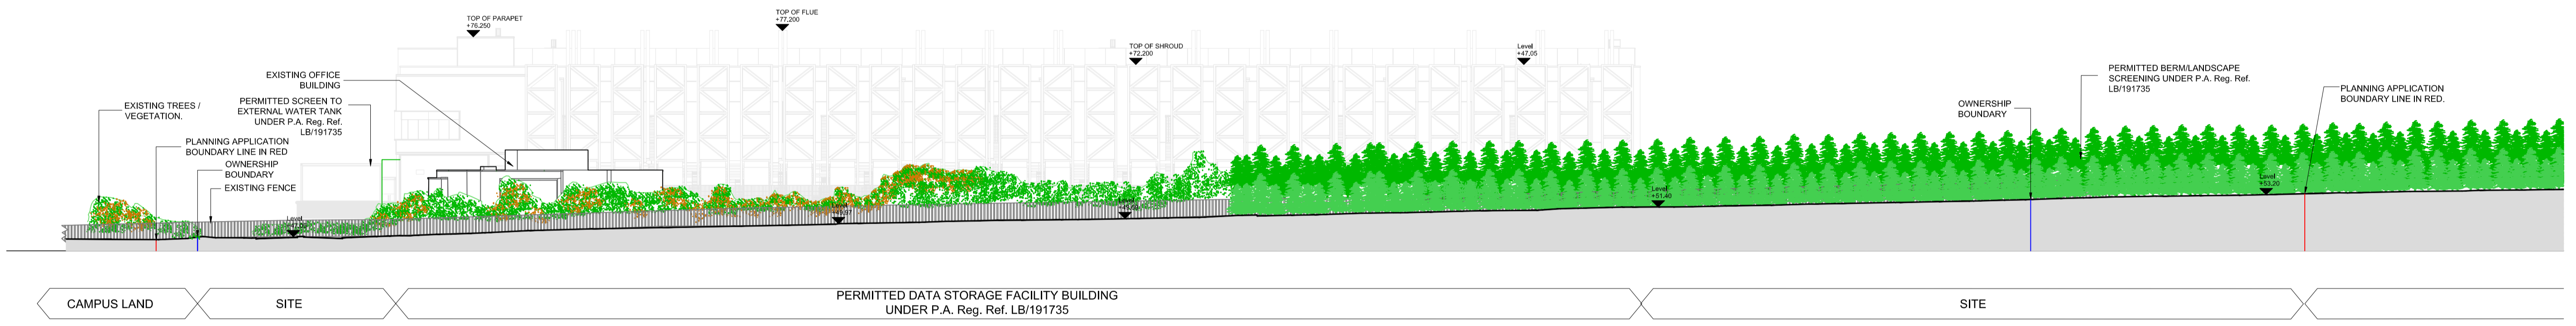 TOP OF PARAPET
+76,250
TOP OF FLUE
+77,200
TOP OF SHROUD
+72,200
Level
+47,05
EXISTING OFFICE
BUILDING
EXISTING TREES /
VEGETATION.
PERMITTED SCREEN TO
EXTERNAL WATER TANK
UNDER P.A. Reg. Ref.
LB/191735
PLANNING APPLICATION
BOUNDARY LINE IN RED
OWNERSHIP
BOUNDARY
EXISTING FENCE
OWNERSHIP
BOUNDARY
PERMITTED BERM/LANDSCAPE
SCREENING UNDER P.A. Reg. Ref.
LB/191735
PLANNING APPLICATION
BOUNDARY LINE IN RED.
Level
Level
Level
Level
+51,40
Level
+53,20
CAMPUS LAND
SITE
PERMITTED DATA STORAGE FACILITY BUILDING
UNDER P.A. Reg. Ref. LB/191735
SITE